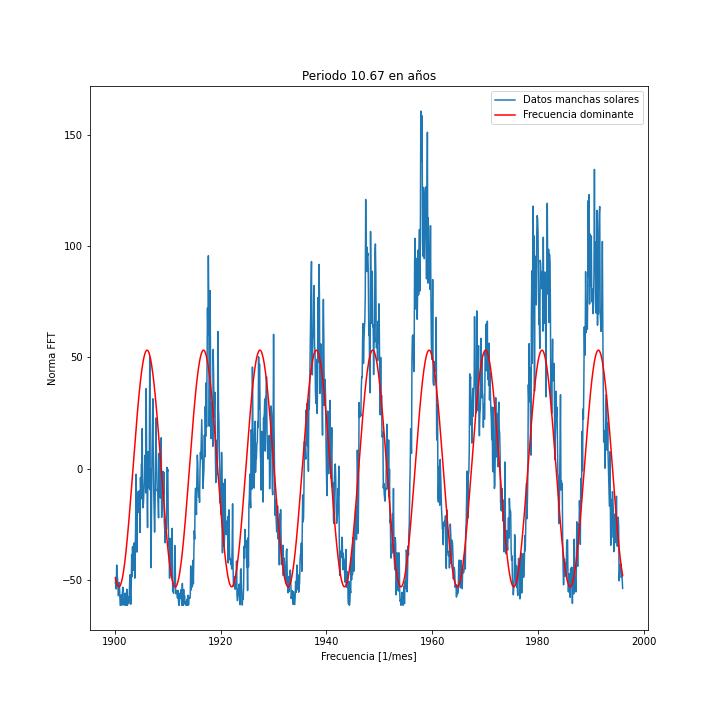 Periodo 10.67 en años
Datos manchas solares
Frecuencia dominante
150
100
50
0
−50
Norma FFT
1900
1920
1940
1960
1980
2000
Frecuencia [1/mes]